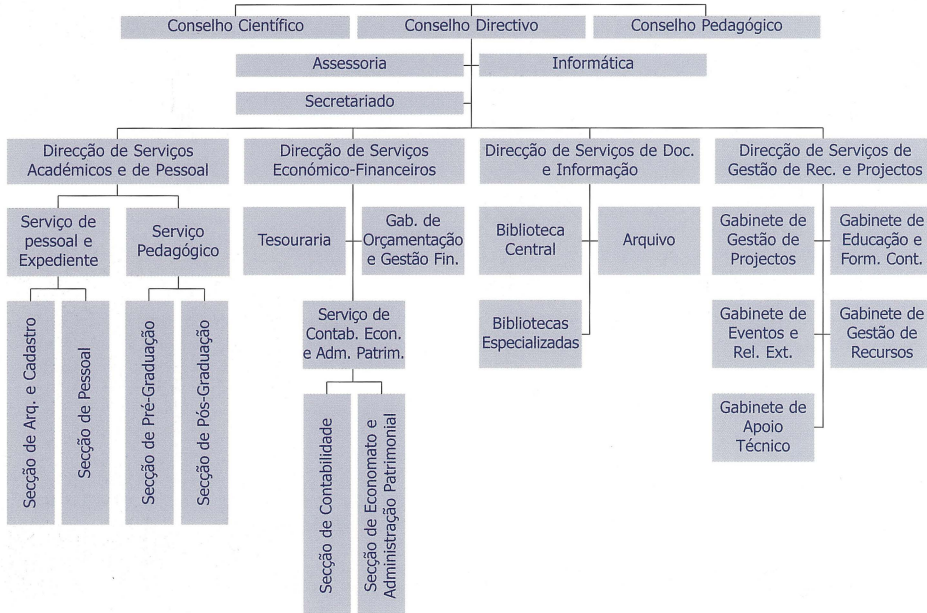 Conselho Científico
Conselho Directivo
Conselho Pedagógico
Assessoria
Informática
Secretariado
Direcção de Serviços
Académicos e de Pessoal
Direcção de Serviços
Económico-Financeiros
Direcção de Serviços de Doc.
e Informação
Direcção de Serviços de
Gestão de Rec. e Projectos
Serviço de
pessoal e
Expediente
Serviço
Pedagógico
Tesouraria
Gab. de
Orçamentação
e Gestão Fin.
Biblioteca
Central
Arquivo
Gabinete de
Gestão de
Projectos
Gabinete de
Educação e
Form. Cont.
Secção de Arq. e Cadastro
Secção de Pessoal
Secção de Pré-Graduação
Secção de Pós-Graduação
Serviço de
Contab. Econ.
e Adm. Patrim.
Bibliotecas
Especializadas
Gabinete de
Eventos e
Rel. Ext.
Gabinete de
Gestão de
Recursos
Secção de Contabilidade
Secção de Economato e
Administração Patrimonial
Gabinete de
Apoio
Técnico